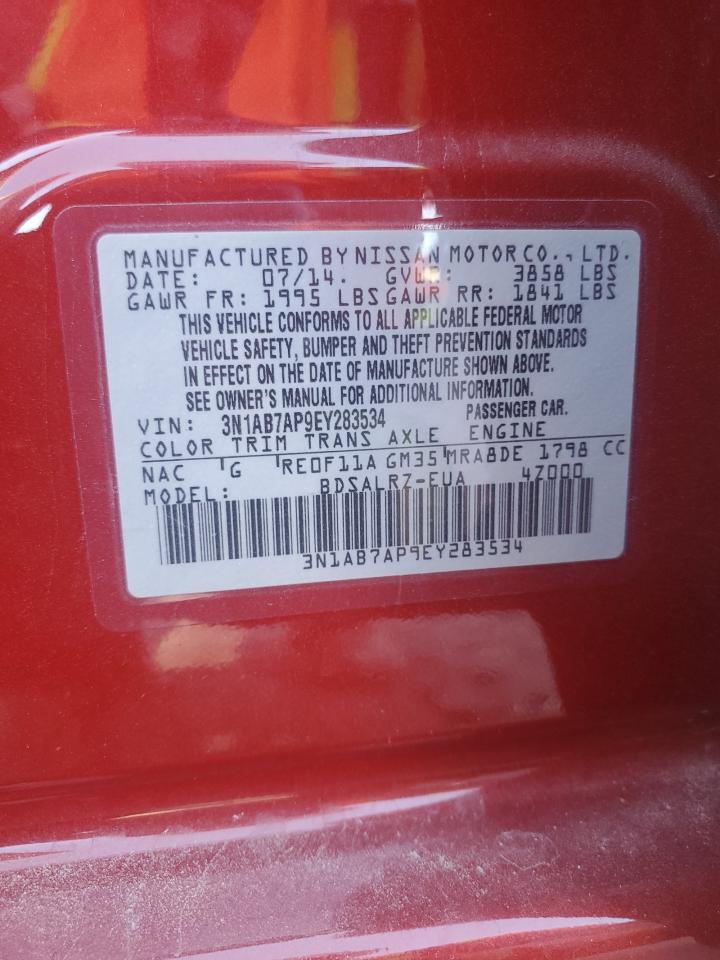 MANUFACTURED BY NISSAN MOTOR CO., LTD.
DATE: 07/14. GVWR: 3858 LBS
GAWR FR: 1995 LBS GAWR RR: 1841 LBS
THIS VEHICLE CONFORMS TO ALL APPLICABLE FEDERAL MOTOR
VEHICLE SAFETY, BUMPER AND THEFT PREVENTION STANDARDS
IN EFFECT ON THE DATE OF MANUFACTURE SHOWN ABOVE.
SEE OWNER'S MANUAL FOR ADDITIONAL INFORMATION.
VIN: 3N1AB7AP9EY283534 PASSENGER CAR.
COLOR TRIM TRANS AXLE ENGINE
NAC G RE0F11A GM35 MRA8DE 1798 CC
MODEL: BDSALRZ-EUA 4Z000
3N1AB7AP9EY283534